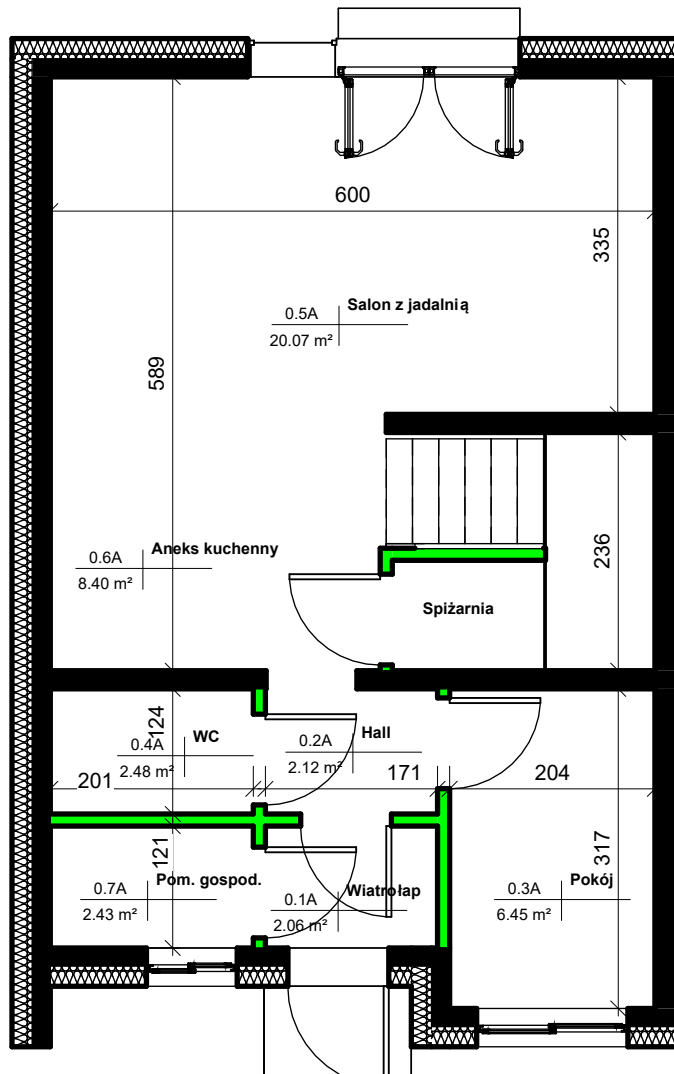 600
335
Salon z jadalnią
0.5A
20.07 m²
589
Aneks kuchenny
0.6A
8.40 m²
236
Spiżarnia
124
WC
0.4A
2.48 m²
Hall
0.2A
2.12 m²
201
171
204
121
Pom. gospod.
0.7A
2.43 m²
Wiatrołap
0.1A
2.06 m²
317
Pokój
0.3A
6.45 m²